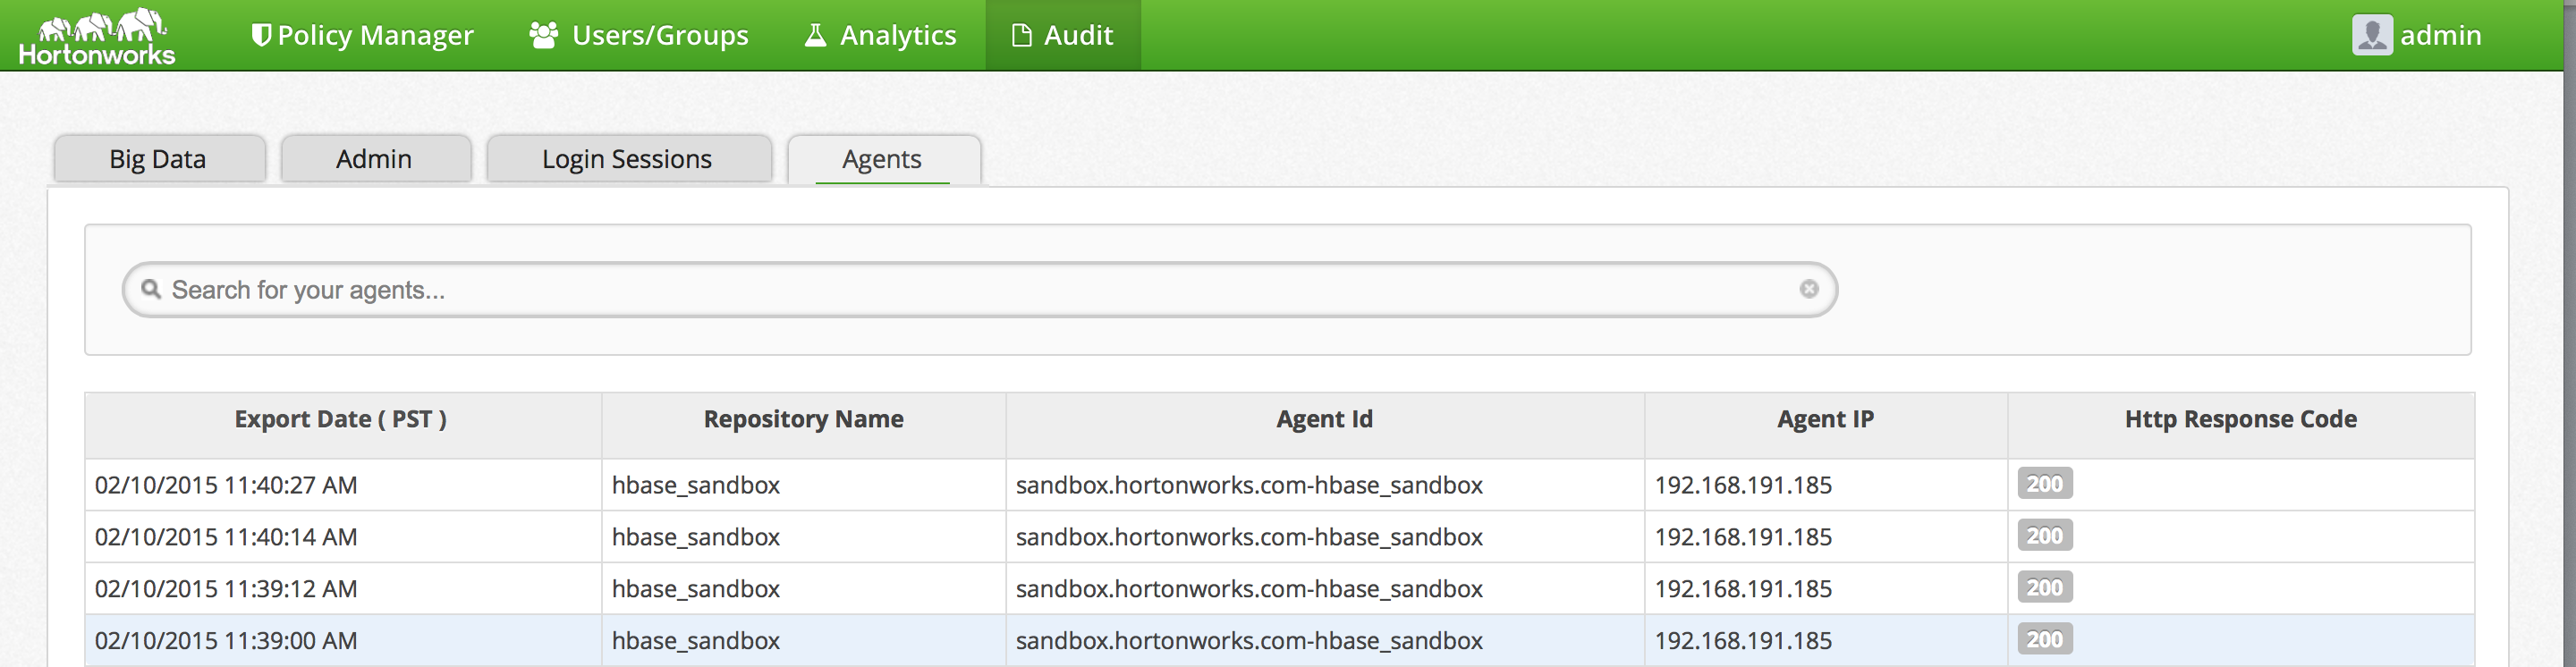 Hortonworks Policy Manager Users/Groups Analytics Audit admin
Big Data Admin Login Sessions Agents
Search for your agents...
Export Date ( PST ) Repository Name Agent Id Agent IP Http Response Code
02/10/2015 11:40:27 AM hbase_sandbox sandbox.hortonworks.com-hbase_sandbox 192.168.191.185 200
02/10/2015 11:40:14 AM hbase_sandbox sandbox.hortonworks.com-hbase_sandbox 192.168.191.185 200
02/10/2015 11:39:12 AM hbase_sandbox sandbox.hortonworks.com-hbase_sandbox 192.168.191.185 200
02/10/2015 11:39:00 AM hbase_sandbox sandbox.hortonworks.com-hbase_sandbox 192.168.191.185 200